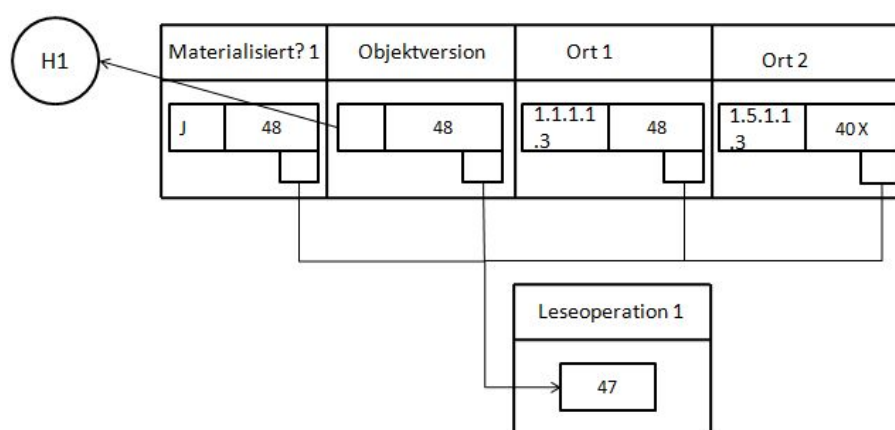 H1
Materialisiert? 1
Objektversion
Ort 1
Ort 2
J
48
48
1.1.1.1
.3
48
1.5.1.1
.3
40 X
Leseoperation 1
47